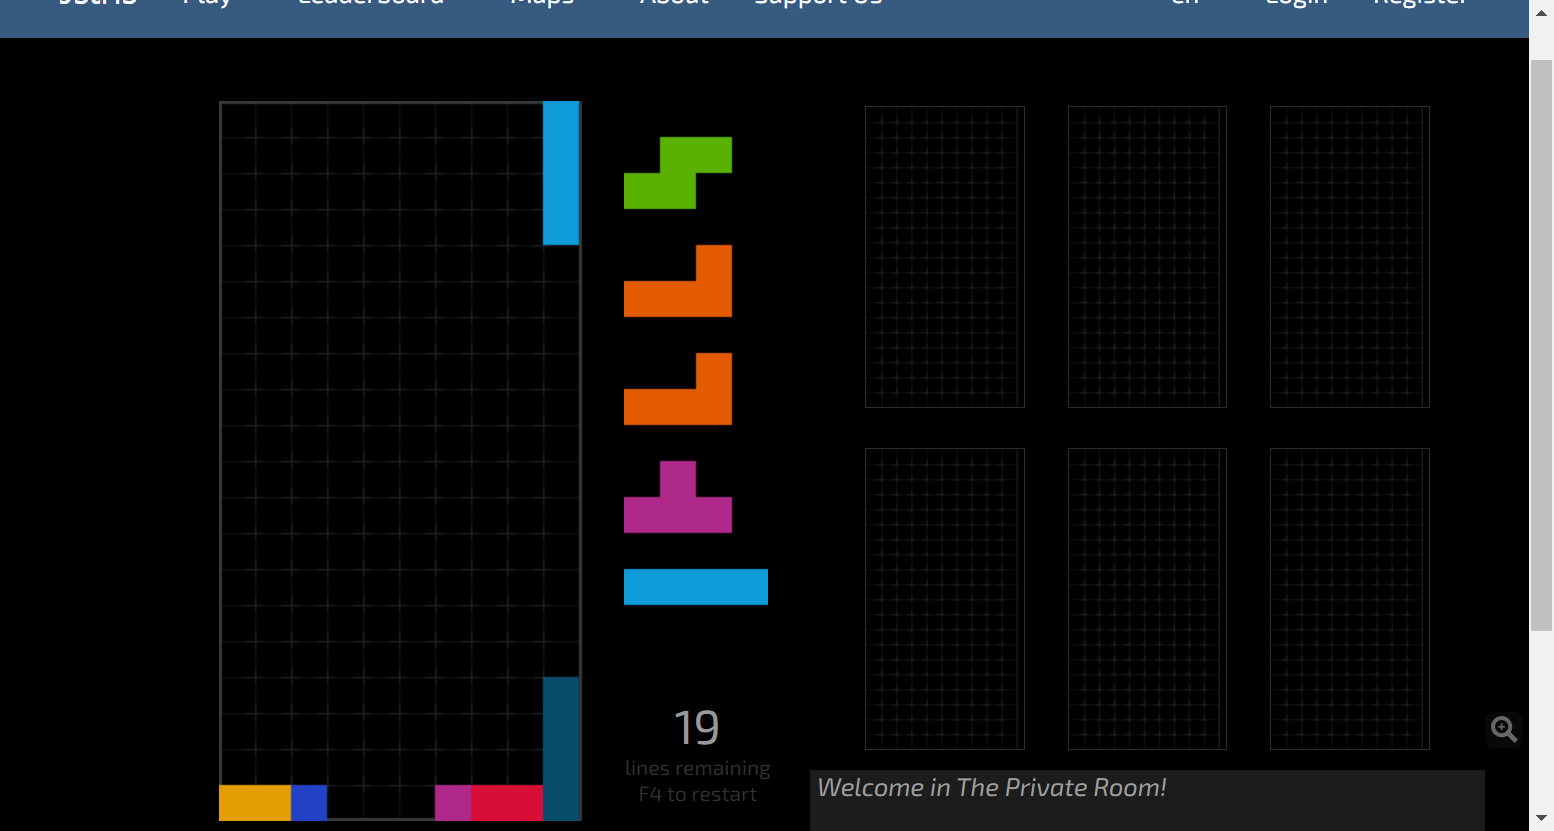 Play Leaderboard Maps About Support Us en Login Register
19
lines remaining
F4 to restart
Welcome in The Private Room!